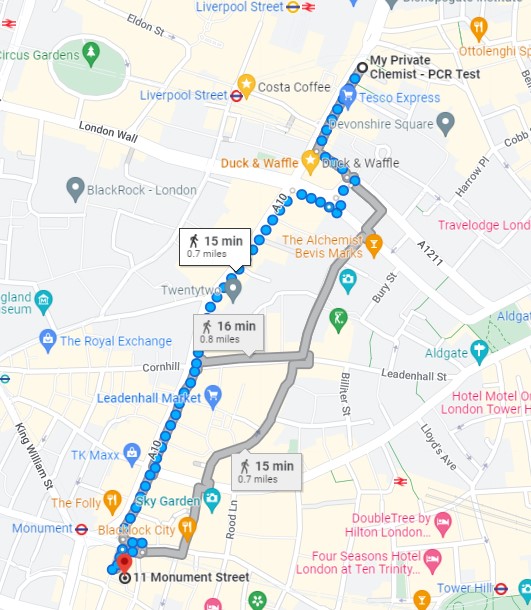 Liverpool Street
Bishopsgate Institute
Eldon St
Ottolenghi Sp
Circus Gardens
My Private
Chemist - PCR Test
Costa Coffee
Liverpool Street
Tesco Express
London Wall
Devonshire Square
Cobb
Duck & Waffle
Duck & Waffle
Harrow Pl
BlackRock - London
A10
Travelodge Lond
15 min
0.7 miles
The Alchemist
Bevis Marks
A1211
Bury St
Twentytwo
ngland
useum
16 min
0.8 miles
Aldga
The Royal Exchange
Aldgate
Cornhill
Leadenhall St
Billiter St
Hotel Mot On
London Tower H
Leadenhall Market
King William St
A10
Lloyd's Ave
TK Maxx
15 min
0.7 miles
The Folly
Sky Garden
Rood Ln
DoubleTree by
Hilton London...
Monument
Blacklock City
Four Seasons Hotel
London at Ten Trinity...
11 Monument Street
Tower Hill